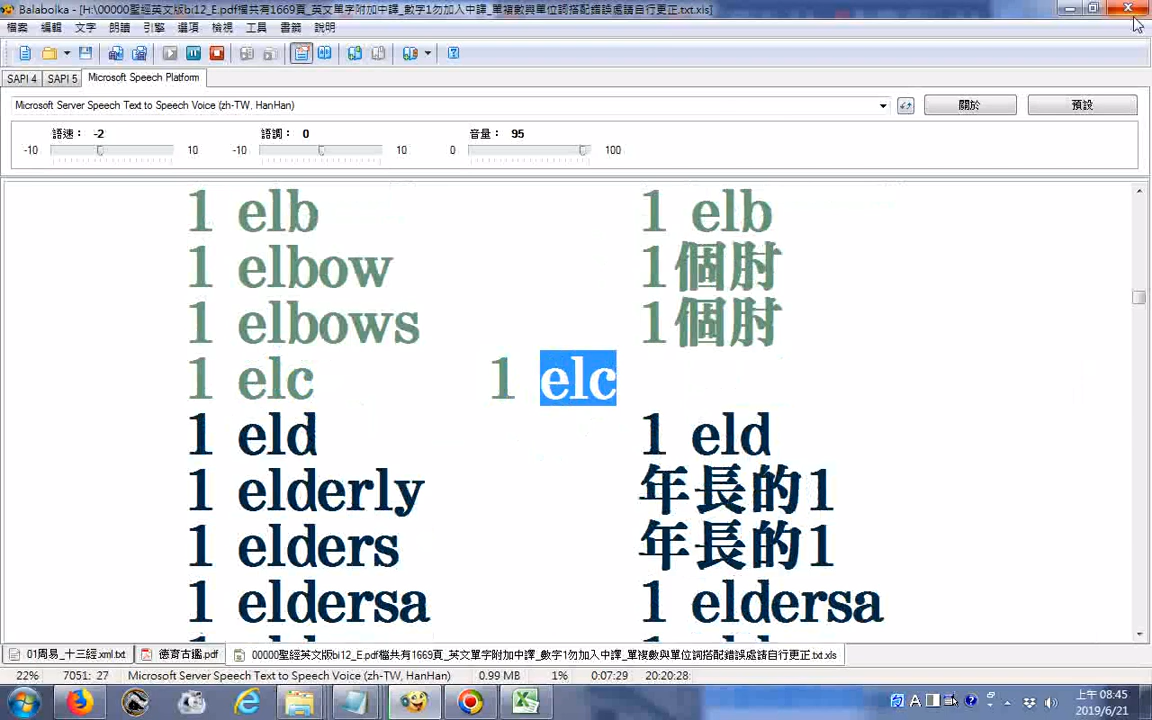 Balabolka - [H:\00000聖經英文版bi12_E.pdf檔共有1669頁_英文單字附加中譯_數字1勿加入中譯_單複數與單位詞搭配錯誤處請自行更正.txt.xls]
檔案 編輯 文字 朗讀 引擎 選項 檢視 工具 書籤 說明
SAPI 4 SAPI 5 Microsoft Speech Platform
Microsoft Server Speech Text to Speech Voice (zh-TW, HanHan) 關於 預設
語速： -2 語調： 0 音量： 95
-10 10 -10 10 0 100
1 elb 1 elb
1 elbow 1個肘
1 elbows 1個肘
1 elc 1 elc
1 eld 1 eld
1 elderly 年長的1
1 elders 年長的1
1 eldersa 1 eldersa
01周易_十三經.xml.txt 德育古鑑.pdf 00000聖經英文版bi12_E.pdf檔共有1669頁_英文單字附加中譯_數字1勿加入中譯_單複數與單位詞搭配錯誤處請自行更正.txt.xls
22% 7051: 27 Microsoft Server Speech Text to Speech Voice (zh-TW, HanHan) 0.99 MB 1% 0:07:29 20:20:28
上午 08:45
2019/6/21